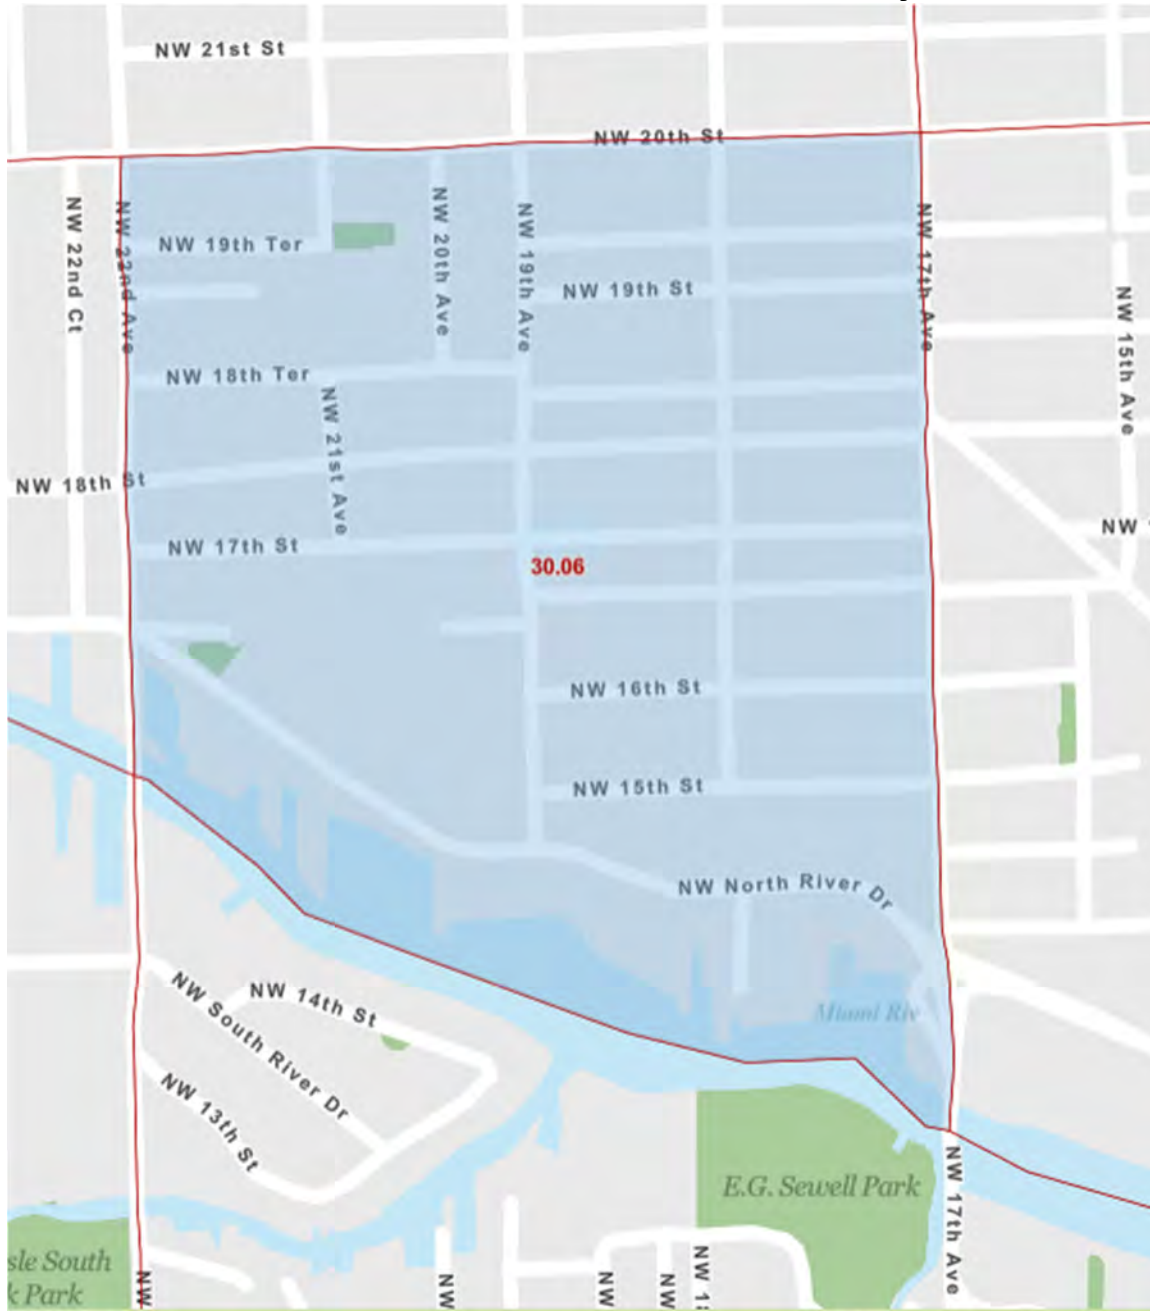 NW 21st St
NW 20th St
NW 22nd Ct
NW 22nd Ave
NW 19th Ter
NW 20th Ave
NW 19th Ave
NW 19th St
NW 17th Ave
NW 15th Ave
NW 18th Ter
NW 21st Ave
NW 18th St
NW 17th St
NW
30.06
NW 16th St
NW 15th St
NW North River Dr
Miami Riv
NW South River Dr
NW 14th St
NW 13th St
E.G. Sewell Park
NW 17th Ave
sle South
k Park
NW
NW
NW
NW
NW